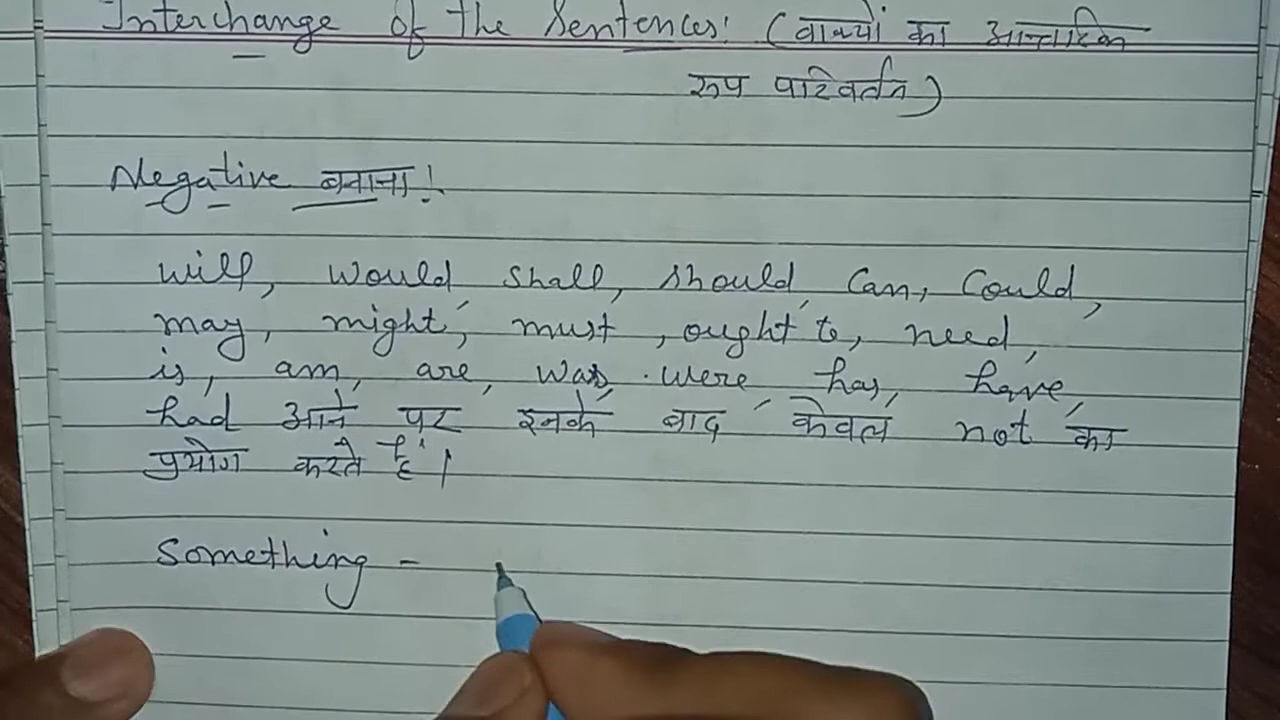 Interchange of the Sentences: (वाक्यों का आन्तरिक
रूप परिवर्तन)
Negative बनाना!
will, would, shall, should, can, could,
may, might, must, ought to, need,
is, am, are, was, were, has, have,
had आने पर इनके बाद केवल not का
प्रयोग करते हैं।
Something -